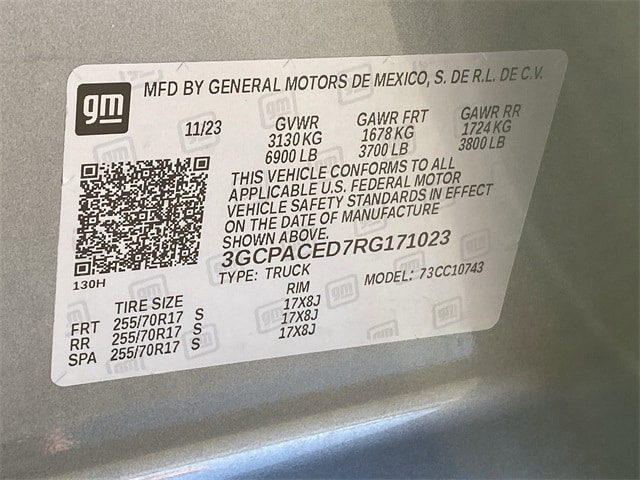 gm
MFD BY GENERAL MOTORS DE MEXICO, S. DE R.L. DE C.V.
11/23 GVWR GAWR FRT GAWR RR
3130 KG 1678 KG 1724 KG
6900 LB 3700 LB 3800 LB
THIS VEHICLE CONFORMS TO ALL
APPLICABLE U.S. FEDERAL MOTOR
VEHICLE SAFETY STANDARDS IN EFFECT
ON THE DATE OF MANUFACTURE
SHOWN ABOVE.
3GCPACED7RG171023
130H
TYPE: TRUCK MODEL: 73CC10743
TIRE SIZE RIM
FRT 255/70R17 S 17X8J
RR 255/70R17 S 17X8J
SPA 255/70R17 S 17X8J